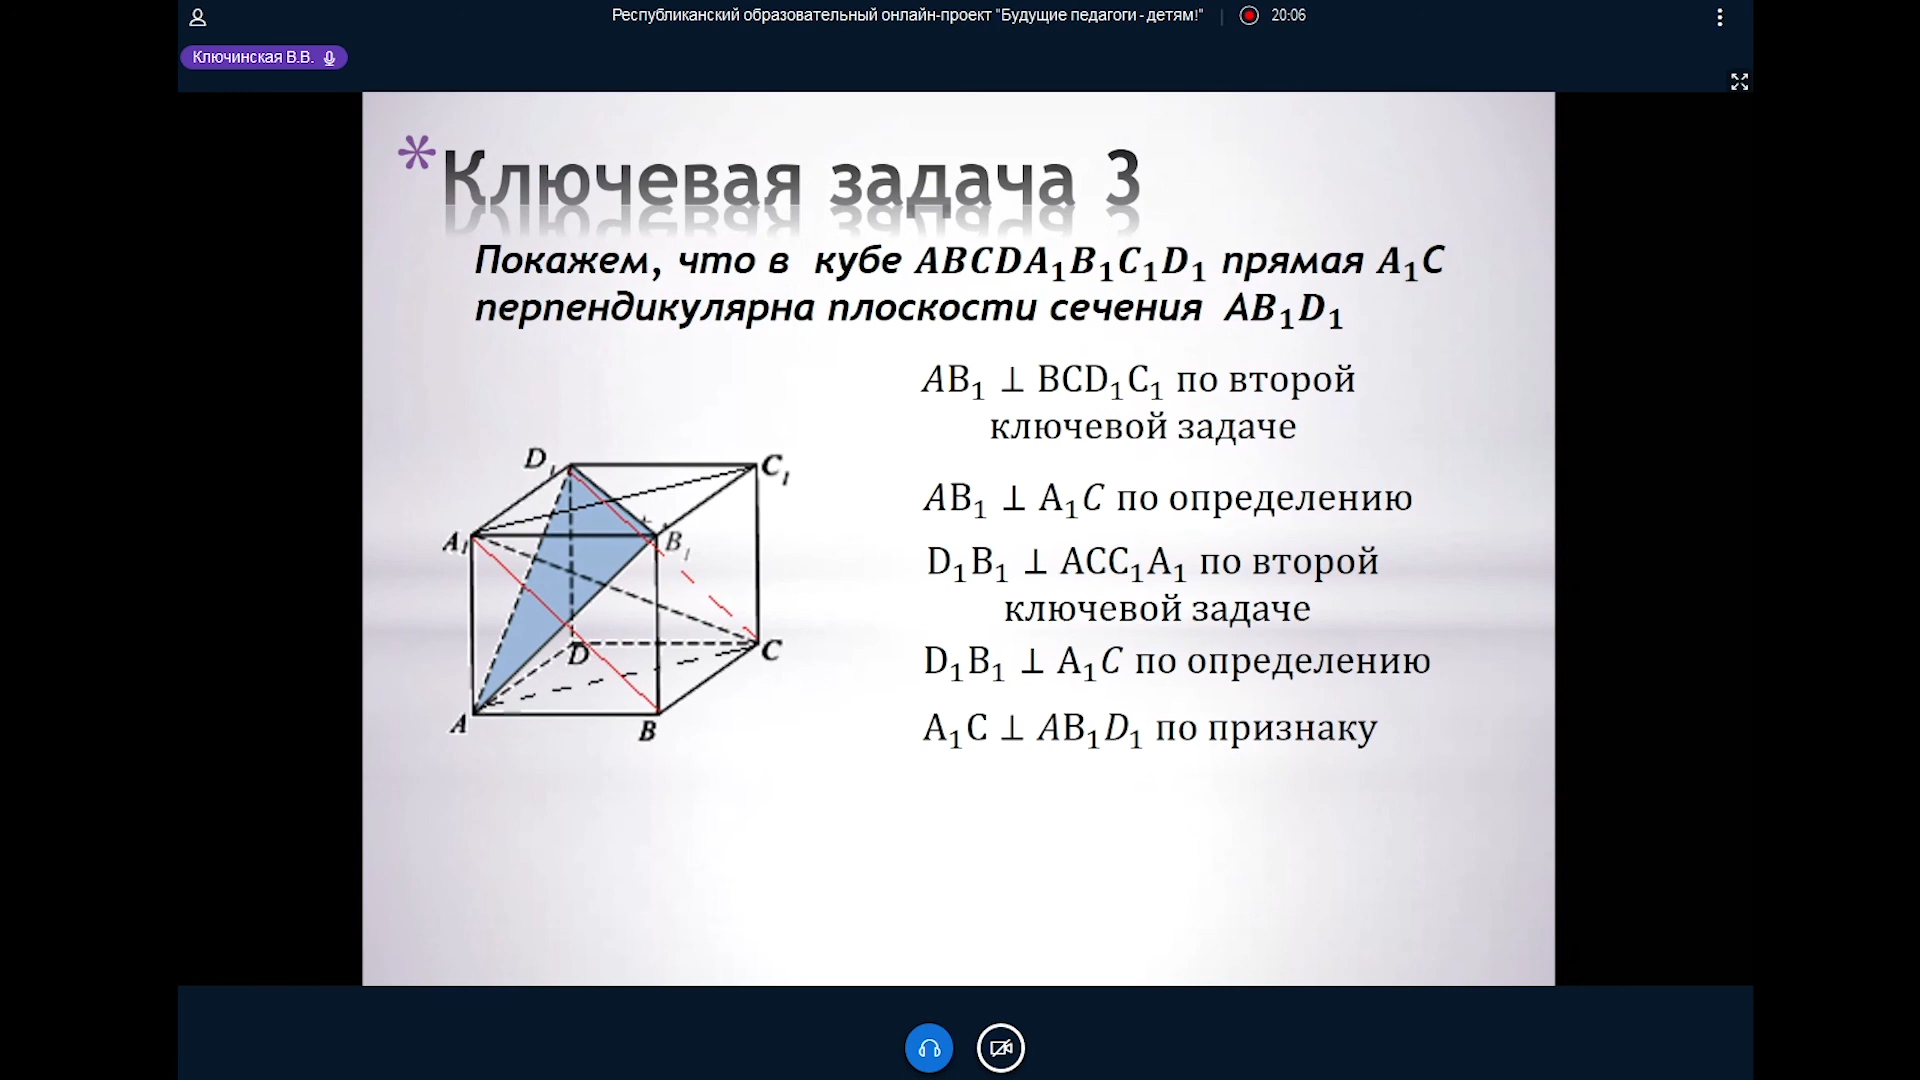 Республиканский образовательный онлайн-проект "Будущие педагоги - детям!" | 20:06
Ключинская В.В.
*Ключевая задача 3
Покажем, что в кубе ABCDA₁B₁C₁D₁ прямая A₁C
перпендикулярна плоскости сечения AB₁D₁
AB₁ ⊥ BCD₁C₁ по второй
ключевой задаче
AB₁ ⊥ A₁C по определению
D₁B₁ ⊥ ACC₁A₁ по второй
ключевой задаче
D₁B₁ ⊥ A₁C по определению
A₁C ⊥ AB₁D₁ по признаку
D₁
C₁
A₁
B₁
D
C
A
B